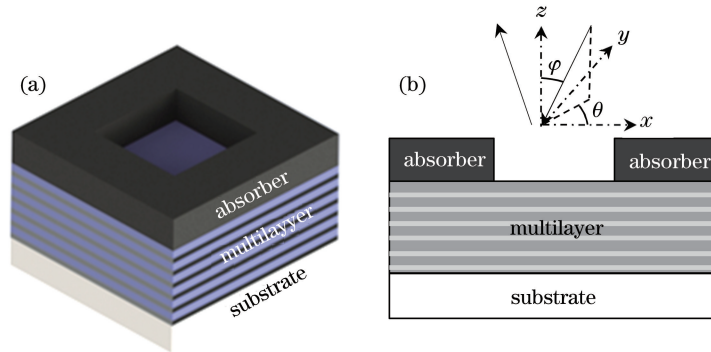 (a)
absorber
multilayyer
substrate
(b)
z
y
φ
θ
x
absorber
absorber
multilayer
substrate